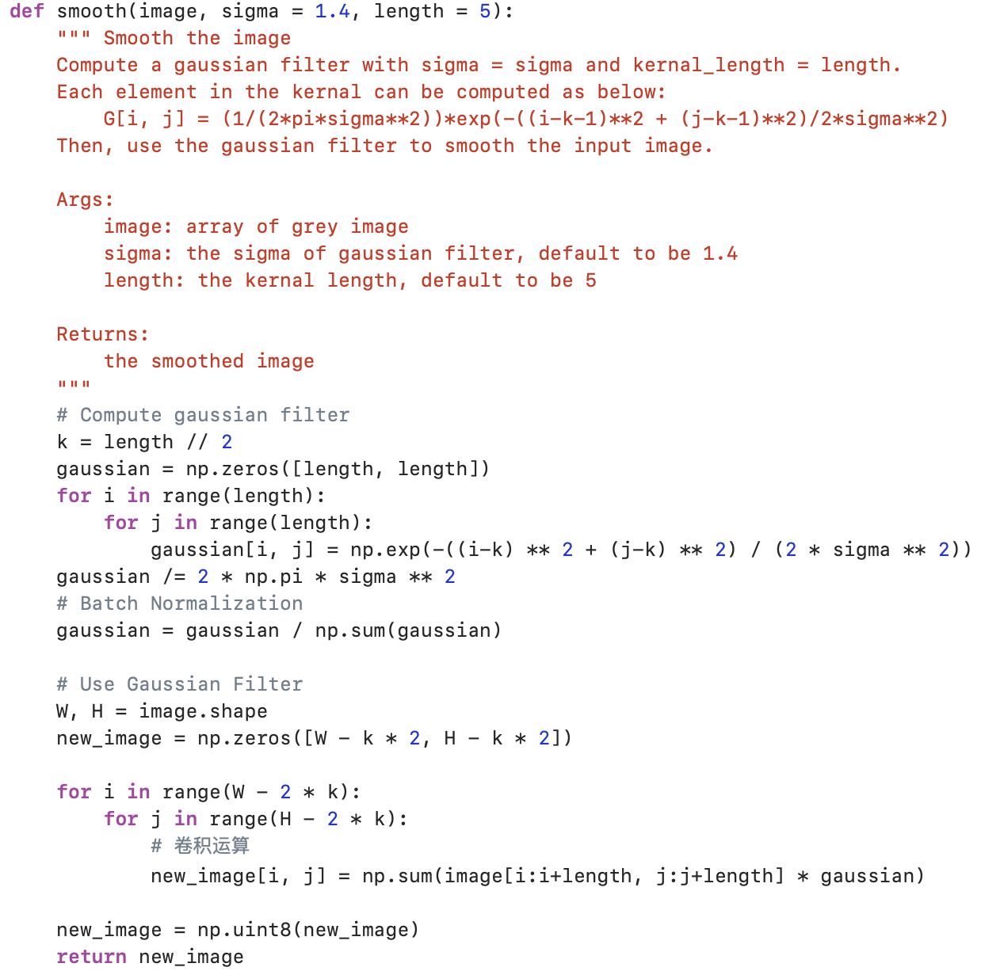 def smooth(image, sigma = 1.4, length = 5):
    """ Smooth the image
    Compute a gaussian filter with sigma = sigma and kernal_length = length.
    Each element in the kernal can be computed as below:
        G[i, j] = (1/(2*pi*sigma**2))*exp(-((i-k-1)**2 + (j-k-1)**2)/2*sigma**2)
    Then, use the gaussian filter to smooth the input image.

    Args:
        image: array of grey image
        sigma: the sigma of gaussian filter, default to be 1.4
        length: the kernal length, default to be 5

    Returns:
        the smoothed image
    """
    # Compute gaussian filter
    k = length // 2
    gaussian = np.zeros([length, length])
    for i in range(length):
        for j in range(length):
            gaussian[i, j] = np.exp(-((i-k) ** 2 + (j-k) ** 2) / (2 * sigma ** 2))
    gaussian /= 2 * np.pi * sigma ** 2
    # Batch Normalization
    gaussian = gaussian / np.sum(gaussian)

    # Use Gaussian Filter
    W, H = image.shape
    new_image = np.zeros([W - k * 2, H - k * 2])

    for i in range(W - 2 * k):
        for j in range(H - 2 * k):
            # 卷积运算
            new_image[i, j] = np.sum(image[i:i+length, j:j+length] * gaussian)

    new_image = np.uint8(new_image)
    return new_image